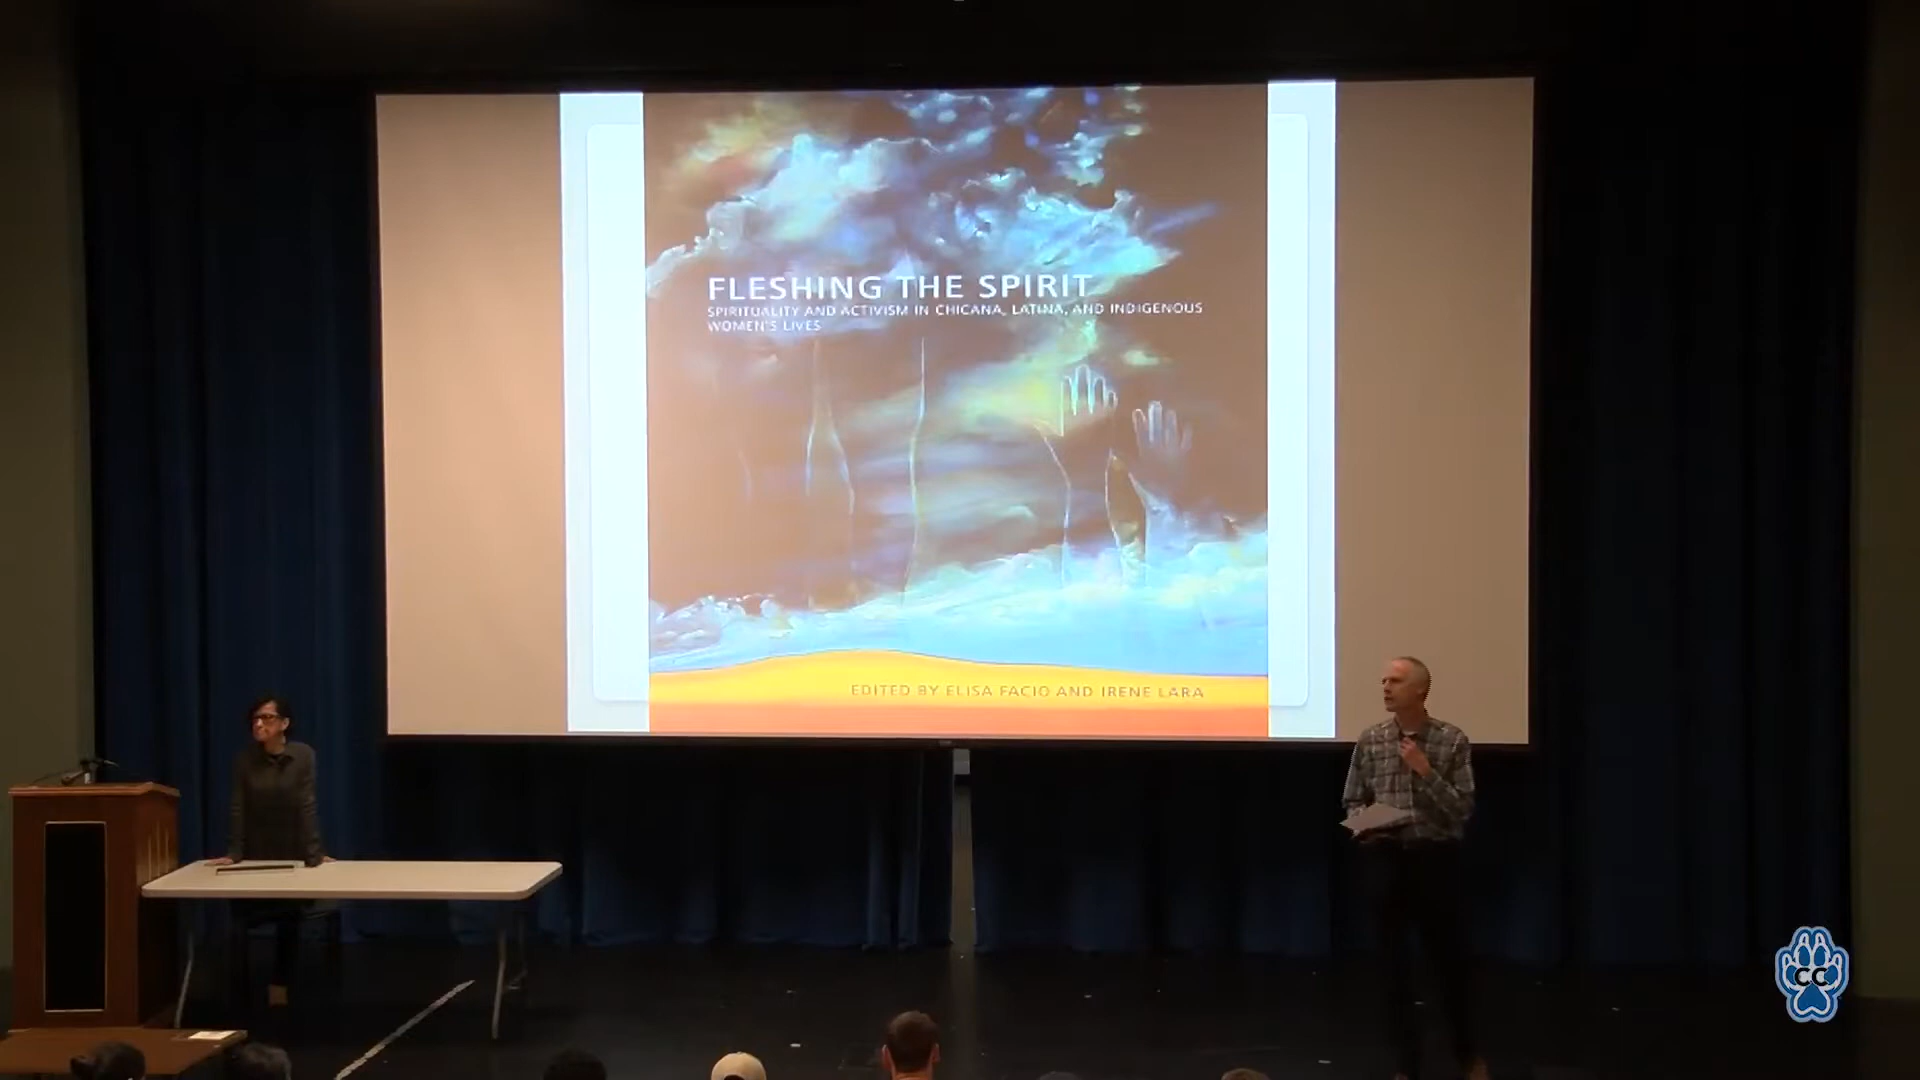 FLESHING THE SPIRIT
SPIRITUALITY AND ACTIVISM IN CHICANA, LATINA, AND INDIGENOUS
WOMEN'S LIVES
EDITED BY ELISA FACIO AND IRENE LARA
CC